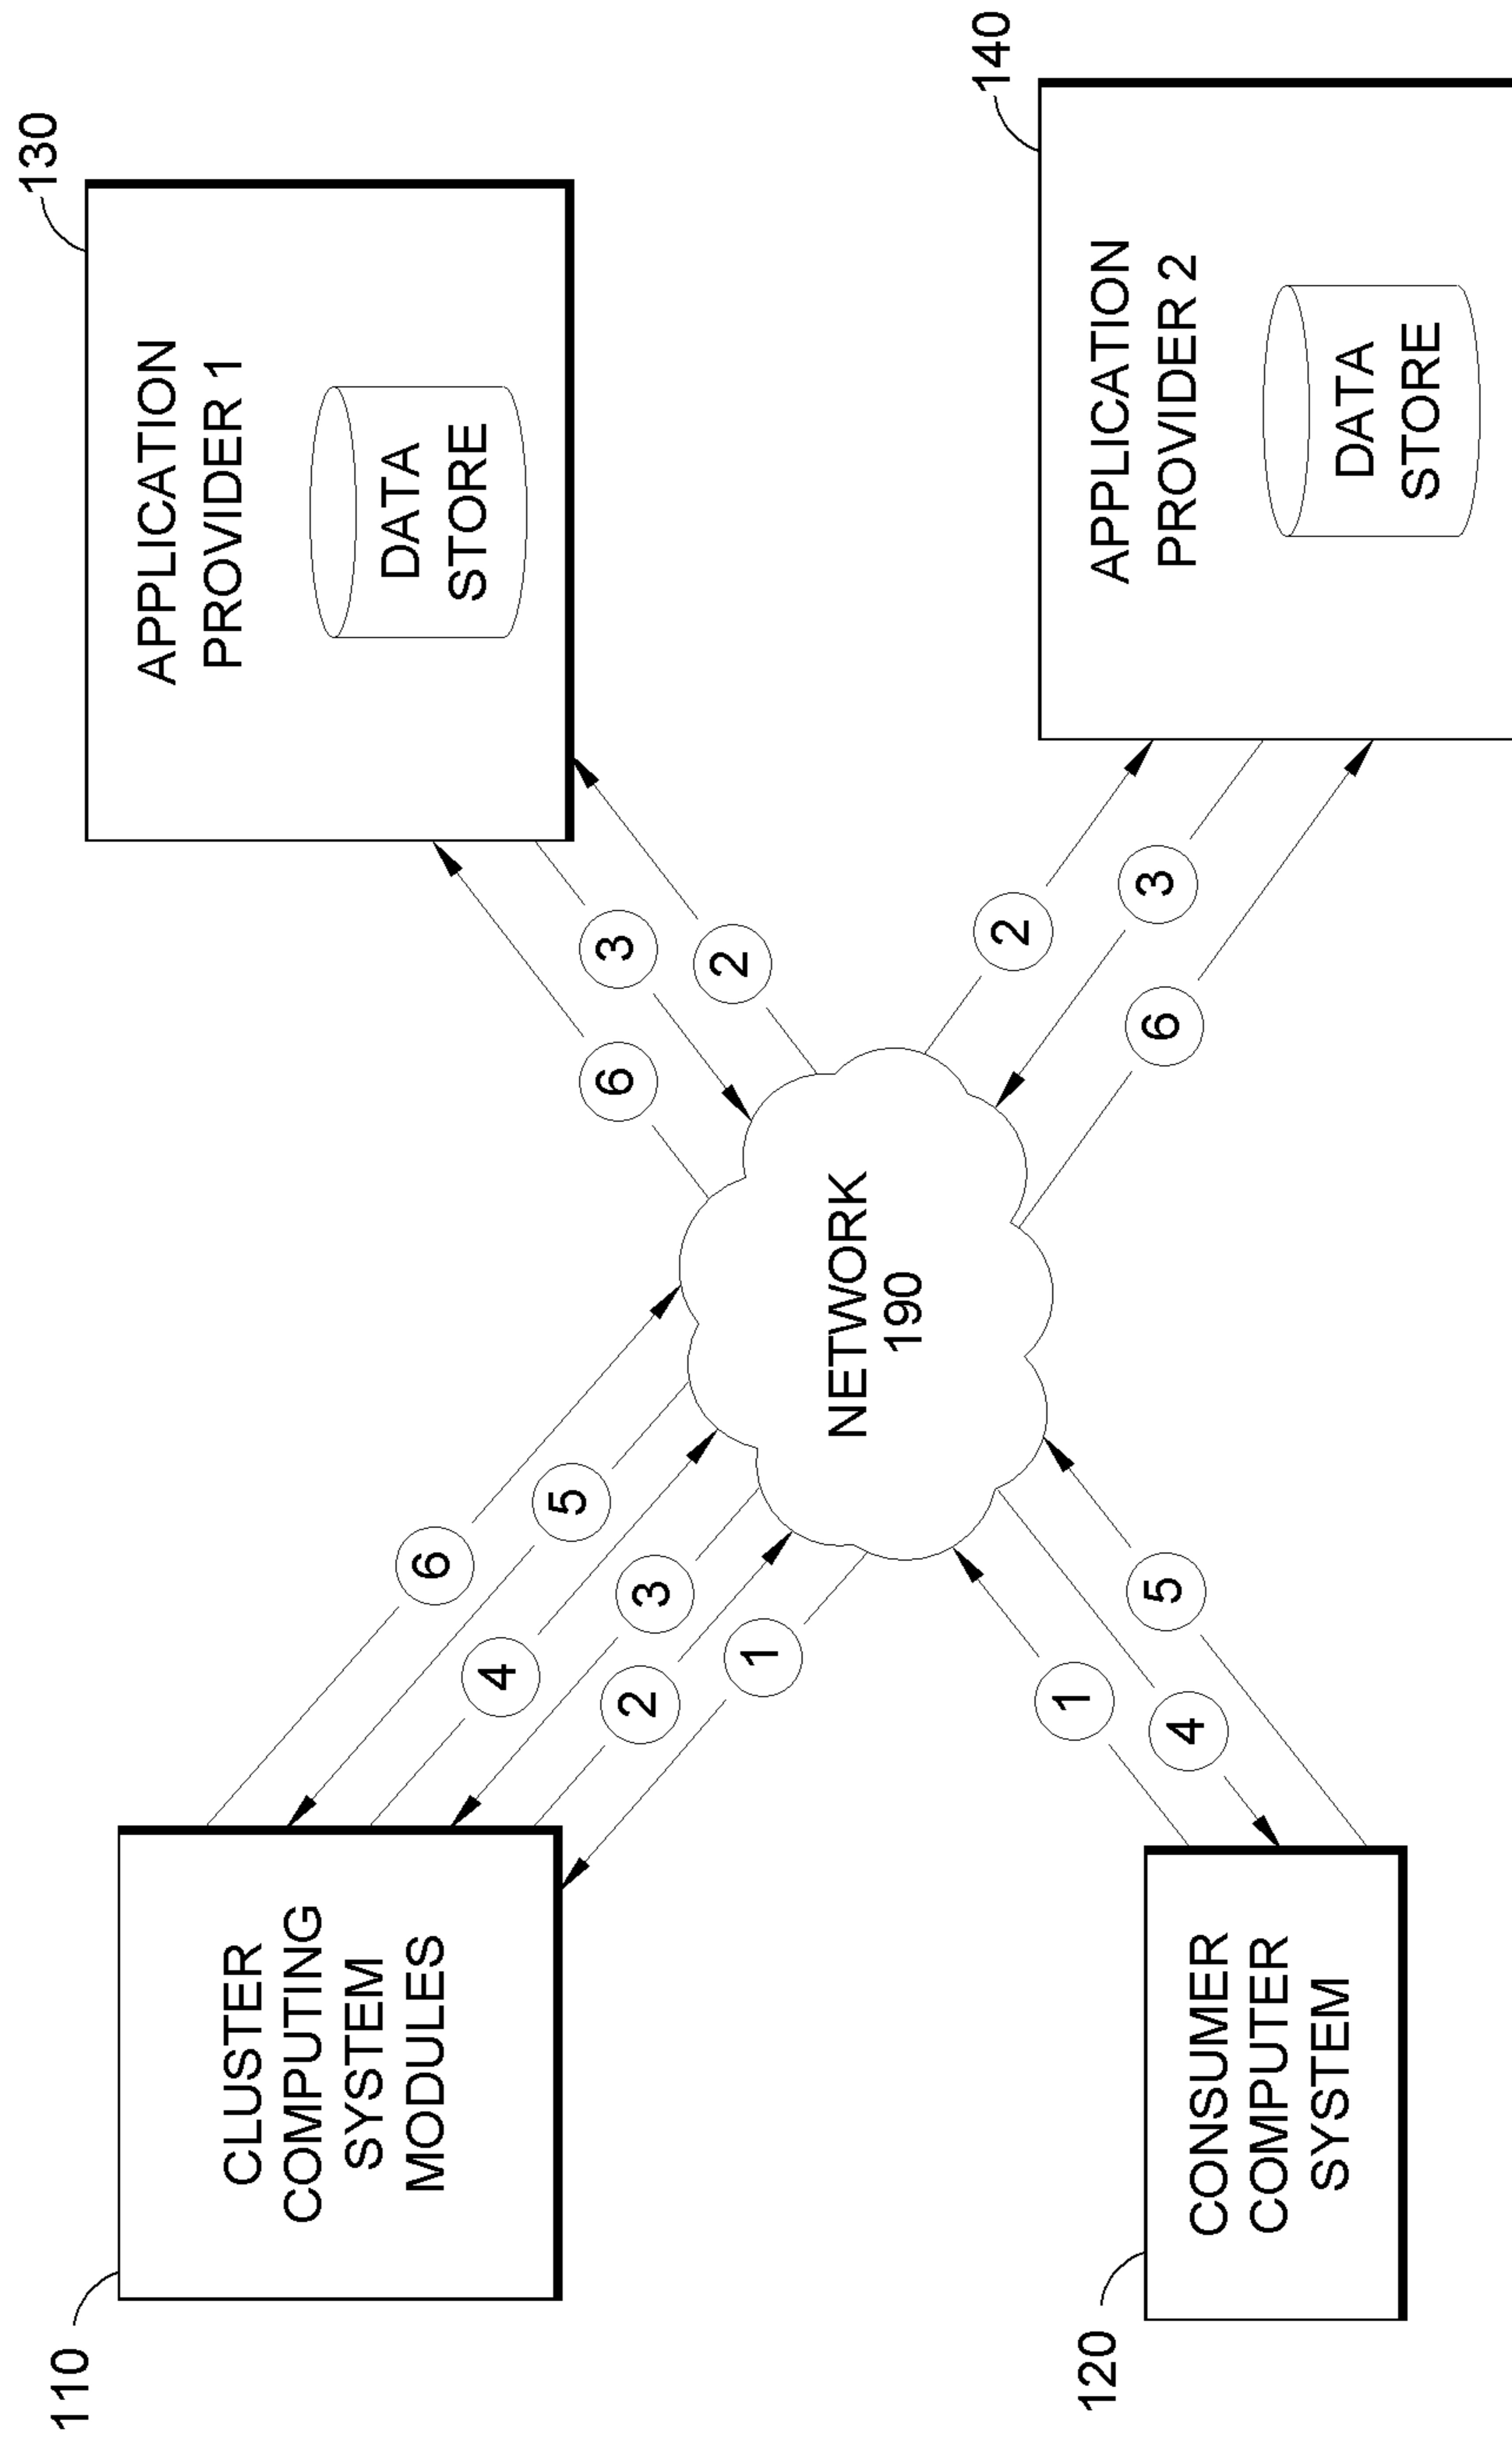 110
CLUSTER
COMPUTING
SYSTEM
MODULES
6
5
4
3
2
1
130
APPLICATION
PROVIDER 1
DATA
STORE
6
3
2
NETWORK
190
120
CONSUMER
COMPUTER
SYSTEM
1
4
5
2
3
6
140
APPLICATION
PROVIDER 2
DATA
STORE